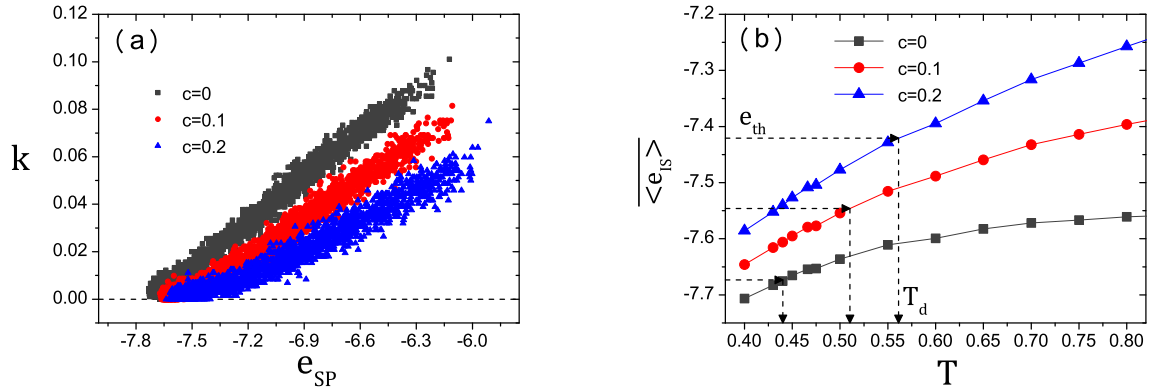 (a)
0.12
0.10
0.08
0.06
0.04
0.02
0.00
k
c=0
c=0.1
c=0.2
-7.8 -7.5 -7.2 -6.9 -6.6 -6.3 -6.0
e_SP
(b)
-7.2
-7.3
-7.4
-7.5
-7.6
-7.7
<e_IS>
c=0
c=0.1
c=0.2
e_th
T_d
0.40 0.45 0.50 0.55 0.60 0.65 0.70 0.75 0.80
T